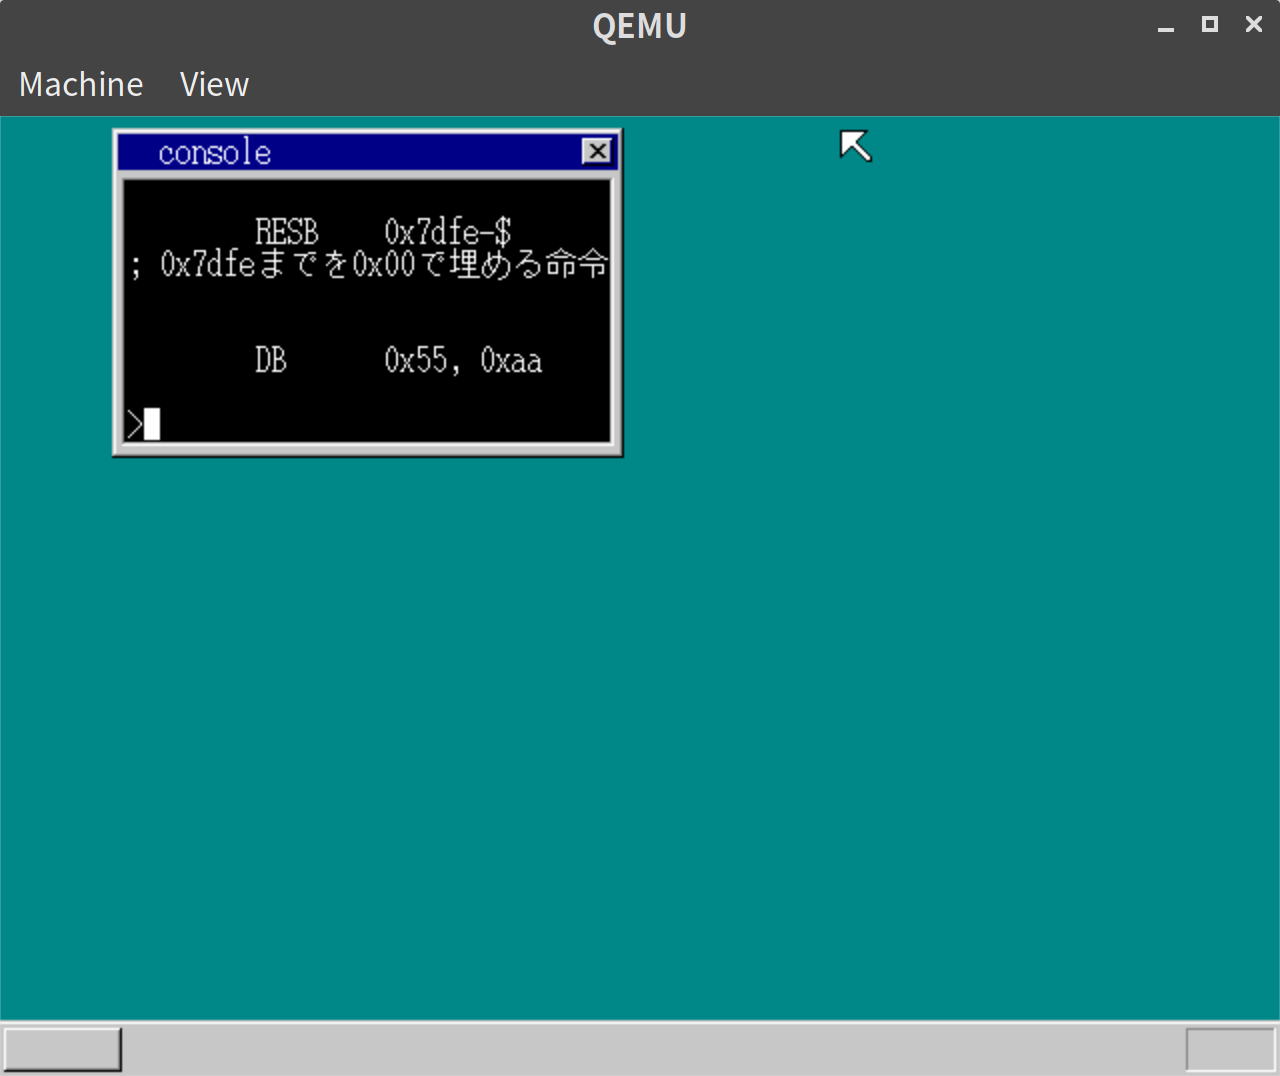 QEMU
Machine View
console
RESB 0x7dfe-$
; 0x7dfeまでを0x00で埋める命令
DB 0x55, 0xaa
>